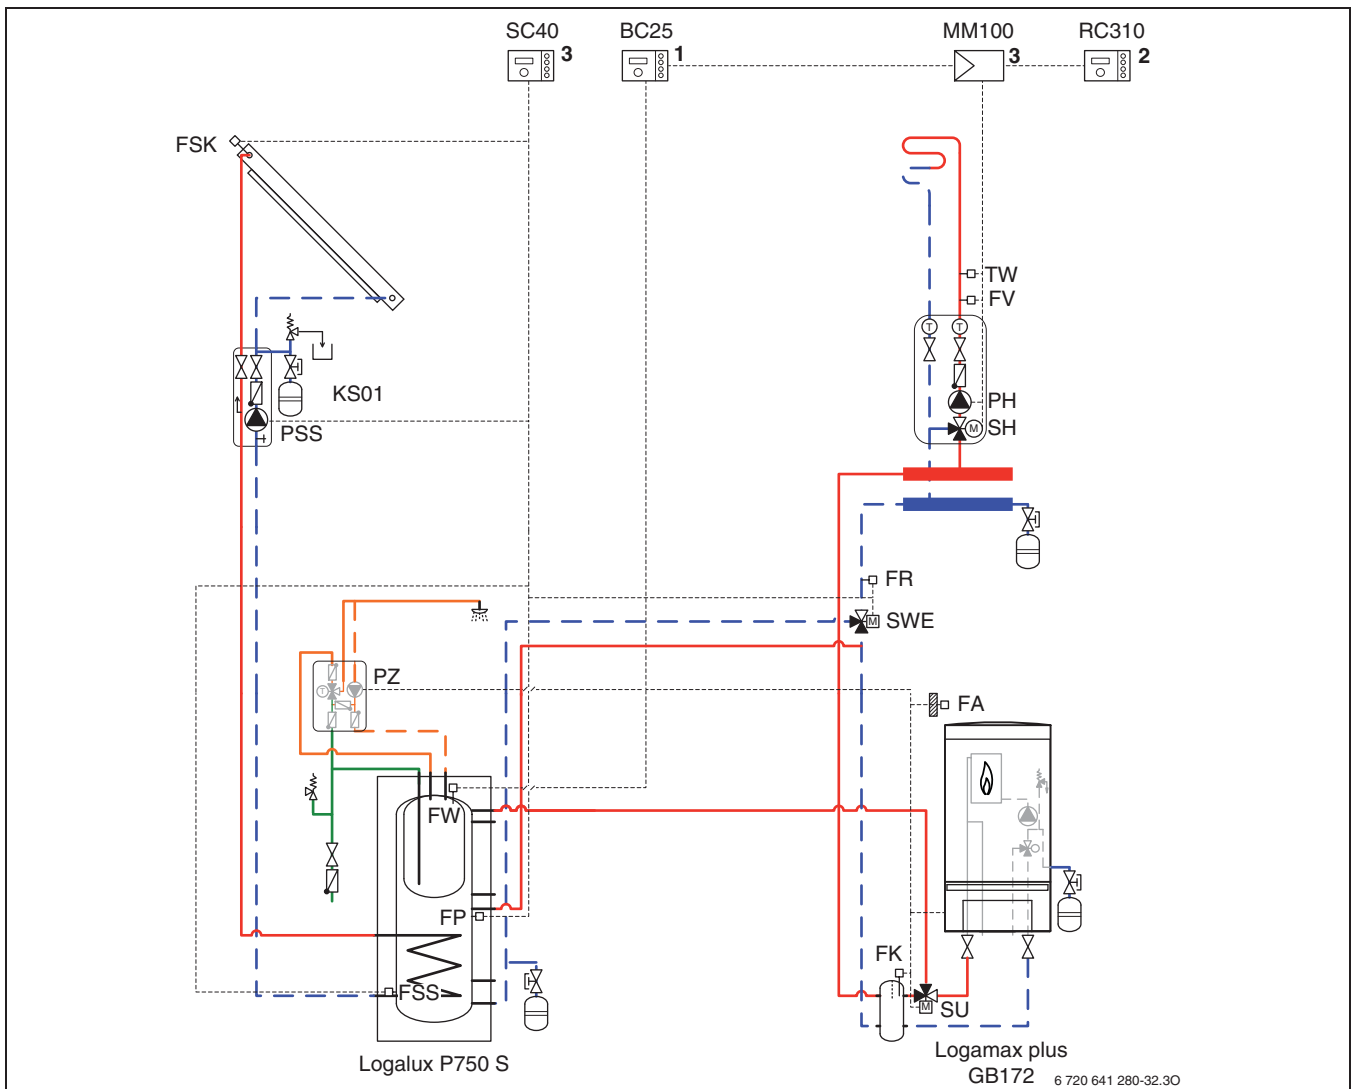 SC40
BC25
MM100
RC310
3
1
3
2
FSK
TW
T
T
FV
KS01
PH
PSS
M
SH
FR
M
SWE
PZ
T
FA
FW
FP
FK
FSS
M
SU
Logalux P750 S
Logamax plus
GB172
6 720 641 280-32.3O